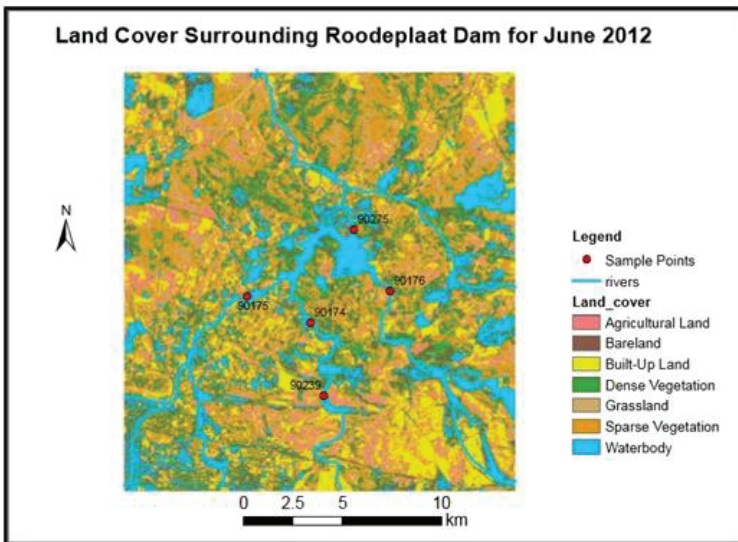 Land Cover Surrounding Roodeplaat Dam for June 2012
N
90275
90176
90175
90174
90239
Legend
Sample Points
rivers
Land_cover
Agricultural Land
Bareland
Built-Up Land
Dense Vegetation
Grassland
Sparse Vegetation
Waterbody
0 2.5 5 10
km